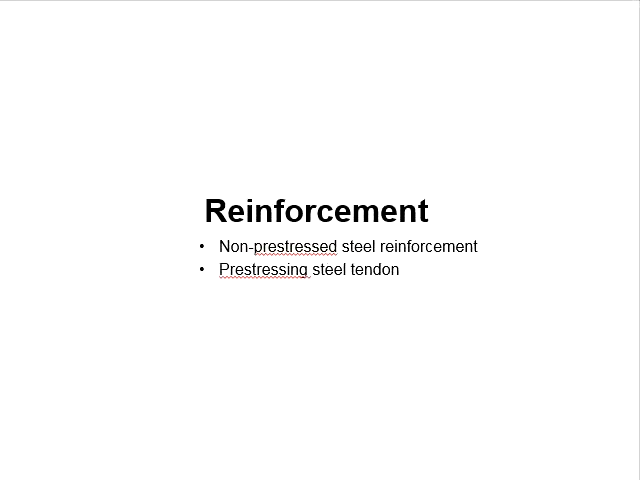 Reinforcement
• Non-prestressed steel reinforcement
• Prestressing steel tendon